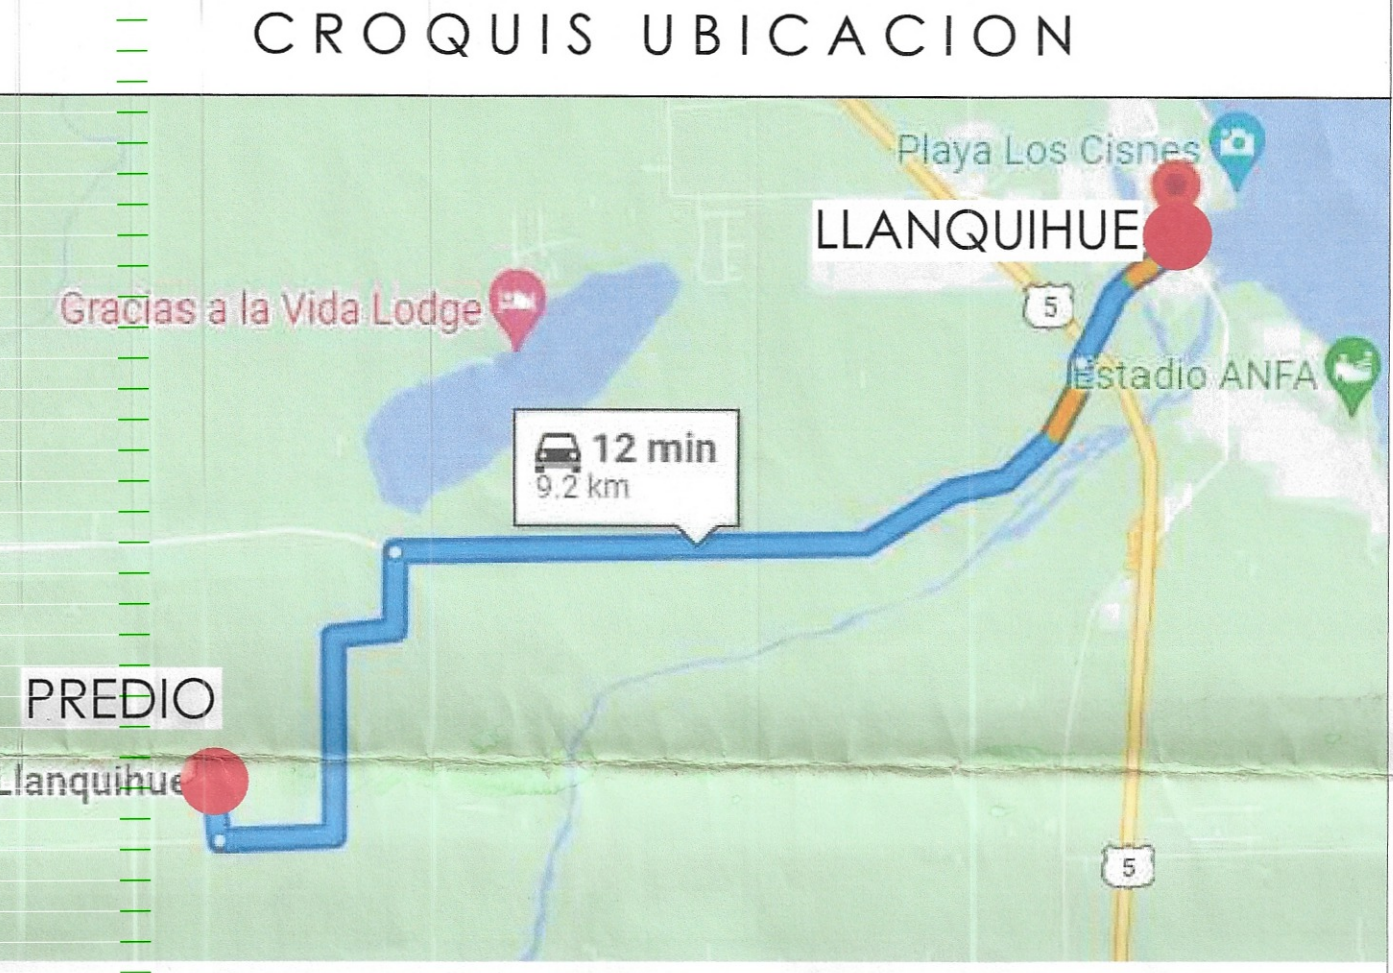 CROQUIS UBICACION
Playa Los Cisnes
LLANQUIHUE
Gracias a la Vida Lodge
5
Estadio ANFA
12 min
9.2 km
PREDIO
Llanquihue
5